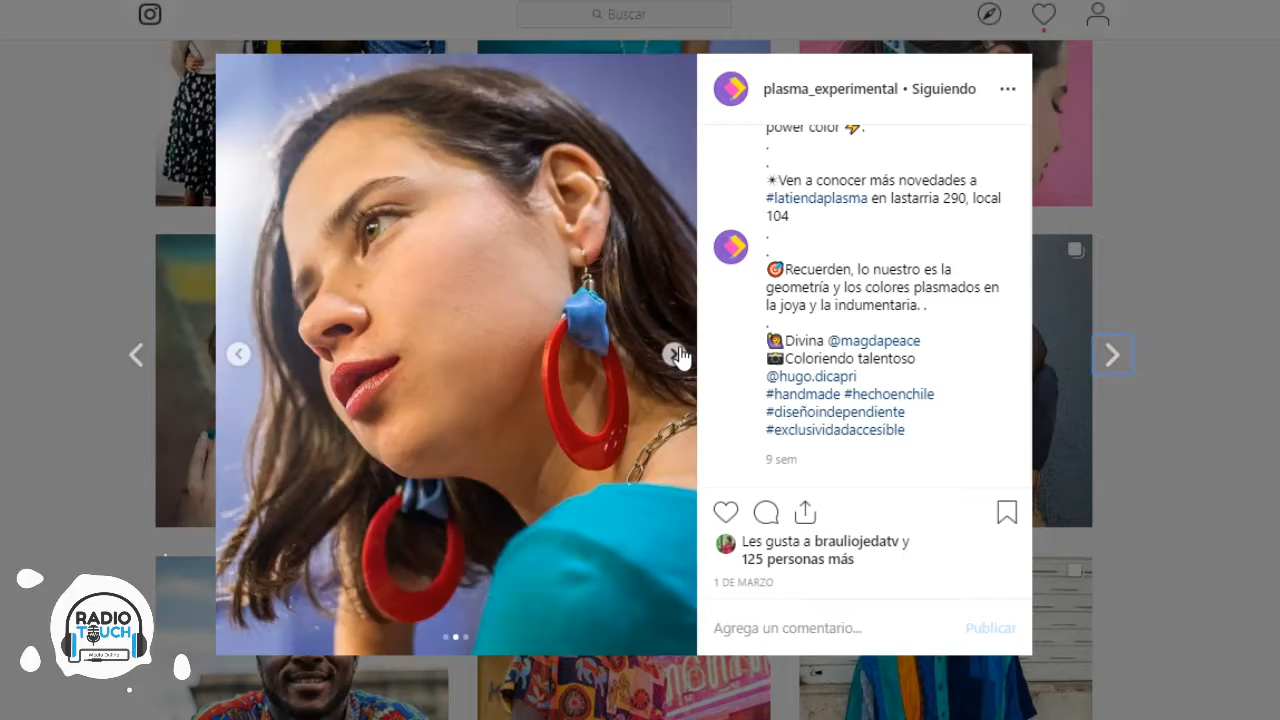 Buscar
plasma_experimental • Siguiendo
power color ⚡.
.
.
☀Ven a conocer más novedades a
#latiendaplasma en lastarria 290, local
104
.
.
🎯Recuerden, lo nuestro es la
geometría y los colores plasmados en
la joya y la indumentaria. .
.
🙋Divina @magdapeace
📸Coloriendo talentoso
@hugo.dicapri
#handmade #hechoenchile
#diseñoindependiente
#exclusividadaccesible
9 sem
Les gusta a brauliojedatv y
125 personas más
1 DE MARZO
Agrega un comentario...
Publicar
RADIO
TOUCH
Medio Online